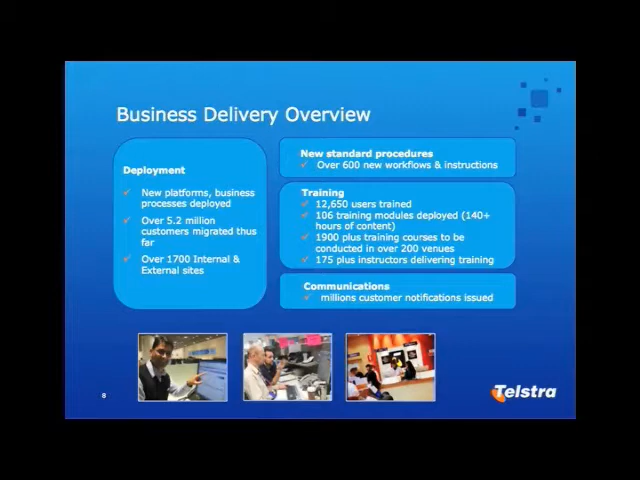 Business Delivery Overview
Deployment
New platforms, business
processes deployed
Over 5.2 million
customers migrated thus
far
Over 1700 Internal &
External sites
New standard procedures
Over 600 new workflows & instructions
Training
12,650 users trained
106 training modules deployed (140+
hours of content)
1900 plus training courses to be
conducted in over 200 venues
175 plus instructors delivering training
Communications
millions customer notifications issued
8
Telstra